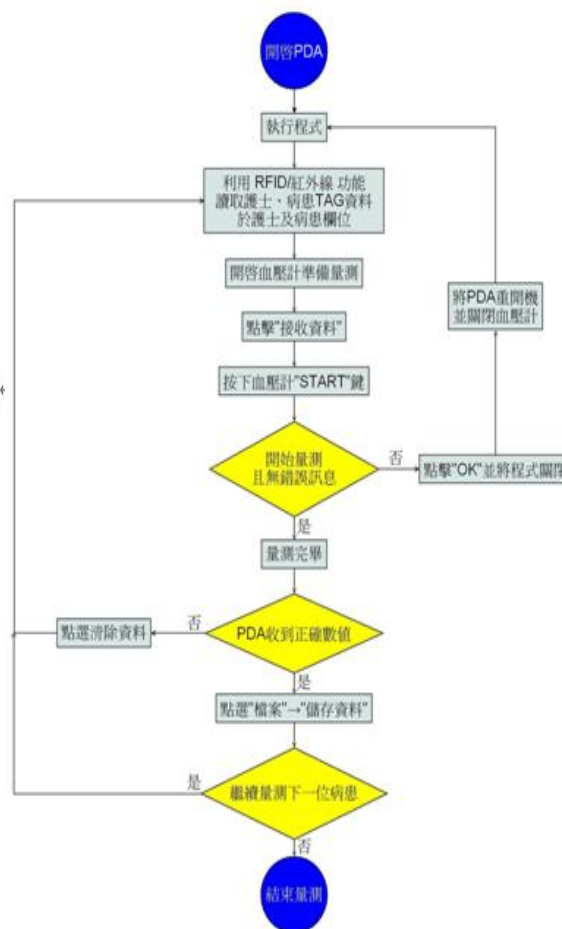 開啓PDA
執行程式
利用 RFID/紅外線 功能
讀取護士、病患TAG資料
於護士及病患欄位
開啓血壓計準備量測
將PDA重開機
並關閉血壓計
點擊"接收資料"
按下血壓計"START"鍵
開始量測
且無錯誤訊息
否
點擊"OK"並將程式關閉
是
量測完畢
PDA收到正確數值
否
點選清除資料
是
點選"檔案"→"儲存資料"
繼續量測下一位病患
是
否
結束量測